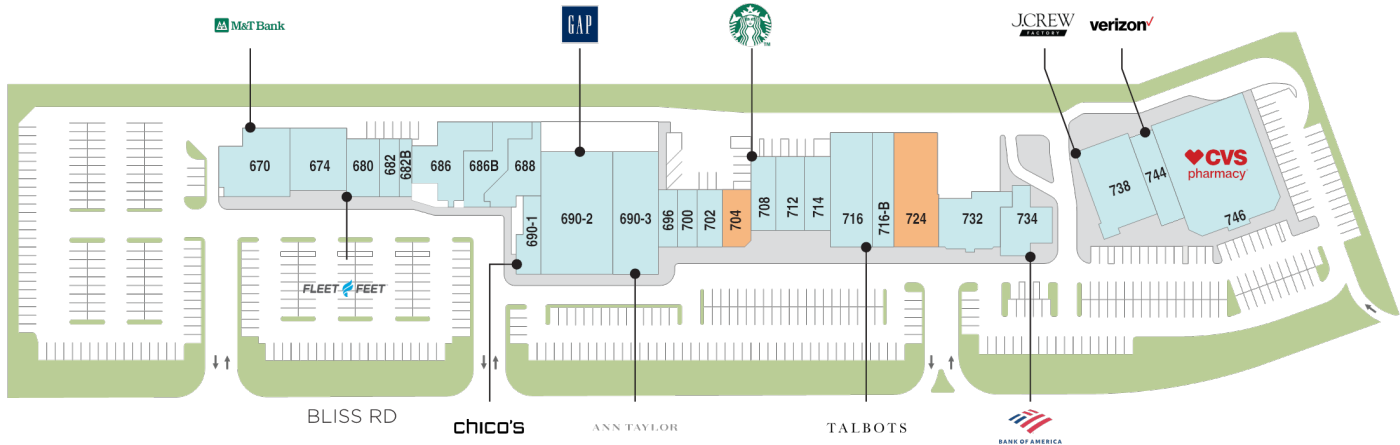 M&T Bank
GAP
TM
J.CREW
FACTORY
verizon
670
674
680
682
682B
686
686B
688
690-1
690-2
690-3
696
700
702
704
708
712
714
716
716-B
724
732
734
738
744
CVS
pharmacy
746
FLEET FEET
BLISS RD
chico's
ANN TAYLOR
TALBOTS
BANK OF AMERICA